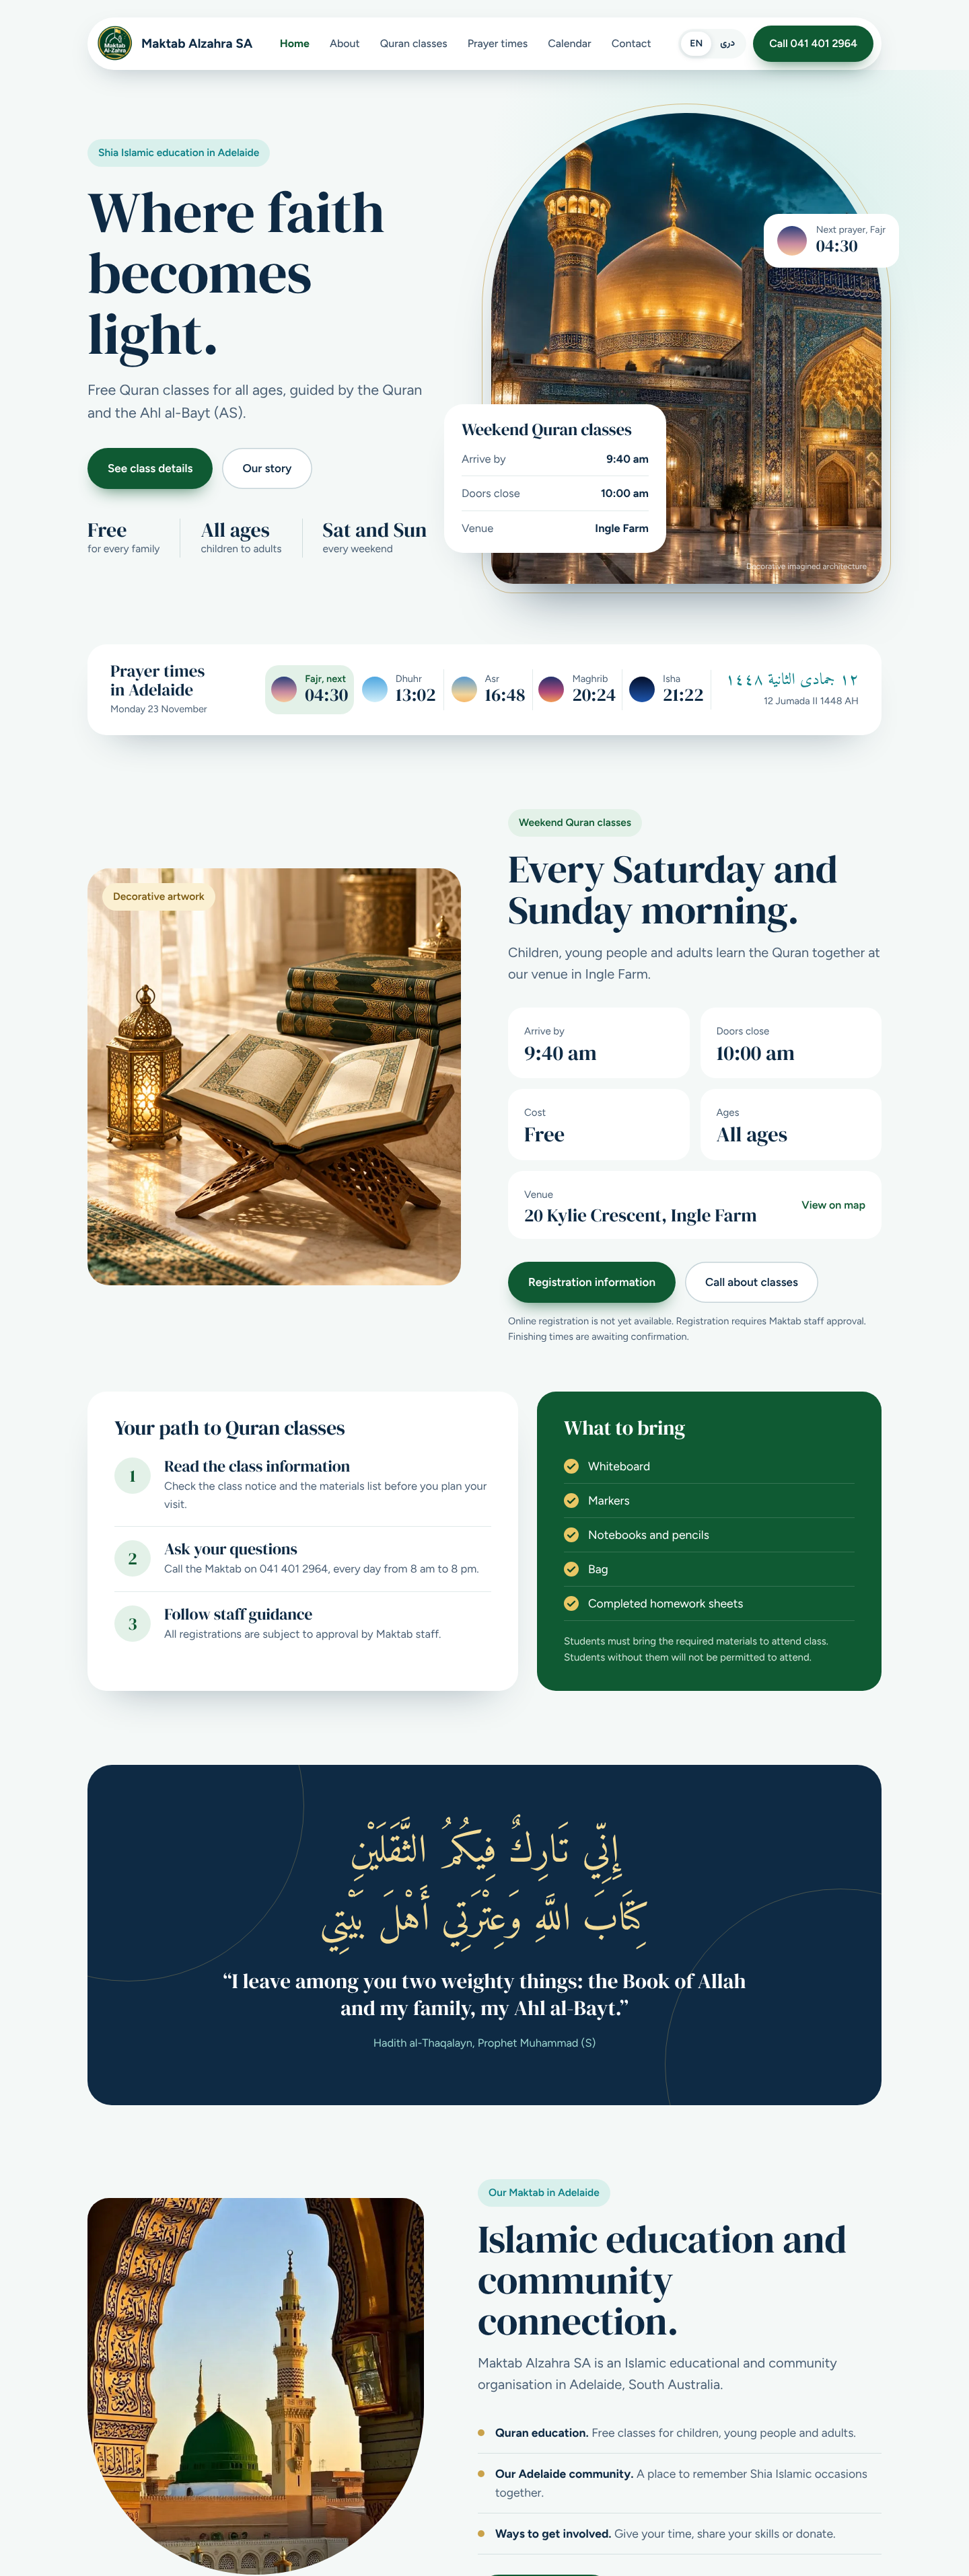 Maktab Al-Zahra
Maktab Alzahra SA
Home
About
Quran classes
Prayer times
Calendar
Contact
EN
دری
Call 041 401 2964
Shia Islamic education in Adelaide
Where faith
becomes
light.
Free Quran classes for all ages, guided by the Quran
and the Ahl al-Bayt (AS).
See class details
Our story
Free
for every family
All ages
children to adults
Sat and Sun
every weekend
Next prayer, Fajr
04:30
Weekend Quran classes
Arrive by 9:40 am
Doors close 10:00 am
Venue Ingle Farm
Decorative imagined architecture
Prayer times
in Adelaide
Monday 23 November
Fajr, next
04:30
Dhuhr
13:02
Asr
16:48
Maghrib
20:24
Isha
21:22
١٢ جمادى الثانية ١٤٤٨
12 Jumada II 1448 AH
Decorative artwork
Weekend Quran classes
Every Saturday and
Sunday morning.
Children, young people and adults learn the Quran together at
our venue in Ingle Farm.
Arrive by
9:40 am
Doors close
10:00 am
Cost
Free
Ages
All ages
Venue
20 Kylie Crescent, Ingle Farm
View on map
Registration information
Call about classes
Online registration is not yet available. Registration requires Maktab staff approval.
Finishing times are awaiting confirmation.
Your path to Quran classes
1
Read the class information
Check the class notice and the materials list before you plan your
visit.
2
Ask your questions
Call the Maktab on 041 401 2964, every day from 8 am to 8 pm.
3
Follow staff guidance
All registrations are subject to approval by Maktab staff.
What to bring
Whiteboard
Markers
Notebooks and pencils
Bag
Completed homework sheets
Students must bring the required materials to attend class.
Students without them will not be permitted to attend.
إِنِّي تَارِكٌ فِيكُمُ الثَّقَلَيْنِ
كِتَابَ اللَّهِ وَعِتْرَتِي أَهْلَ بَيْتِي
“I leave among you two weighty things: the Book of Allah
and my family, my Ahl al-Bayt.”
Hadith al-Thaqalayn, Prophet Muhammad (S)
Our Maktab in Adelaide
Islamic education and
community
connection.
Maktab Alzahra SA is an Islamic educational and community
organisation in Adelaide, South Australia.
Quran education. Free classes for children, young people and adults.
Our Adelaide community. A place to remember Shia Islamic occasions
together.
Ways to get involved. Give your time, share your skills or donate.